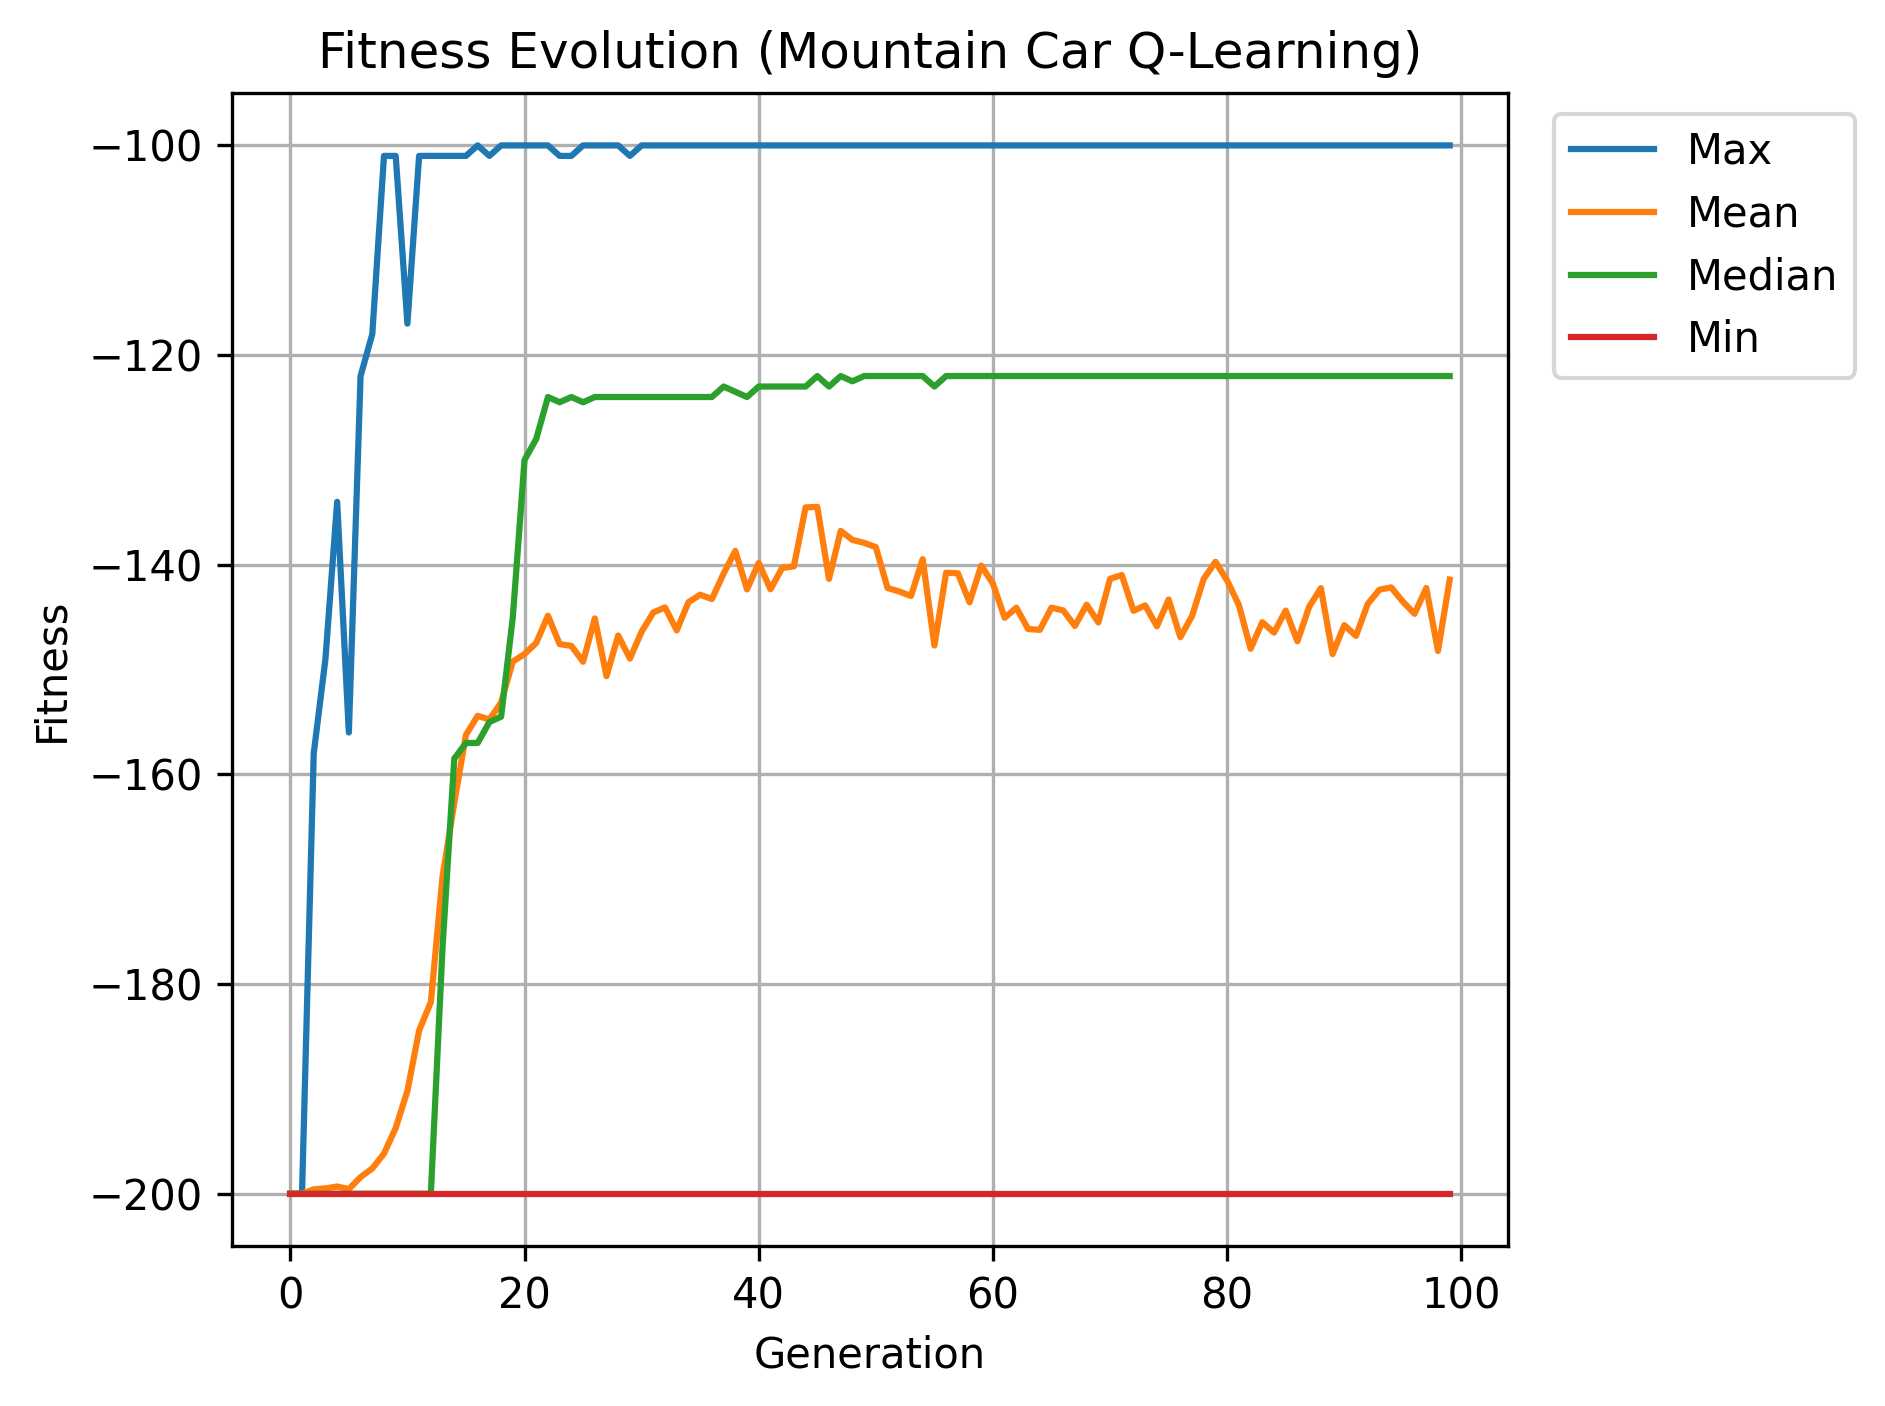 Fitness Evolution (Mountain Car Q-Learning)
Max
Mean
Median
Min
−100
−120
−140
−160
−180
−200
Fitness
0 20 40 60 80 100
Generation